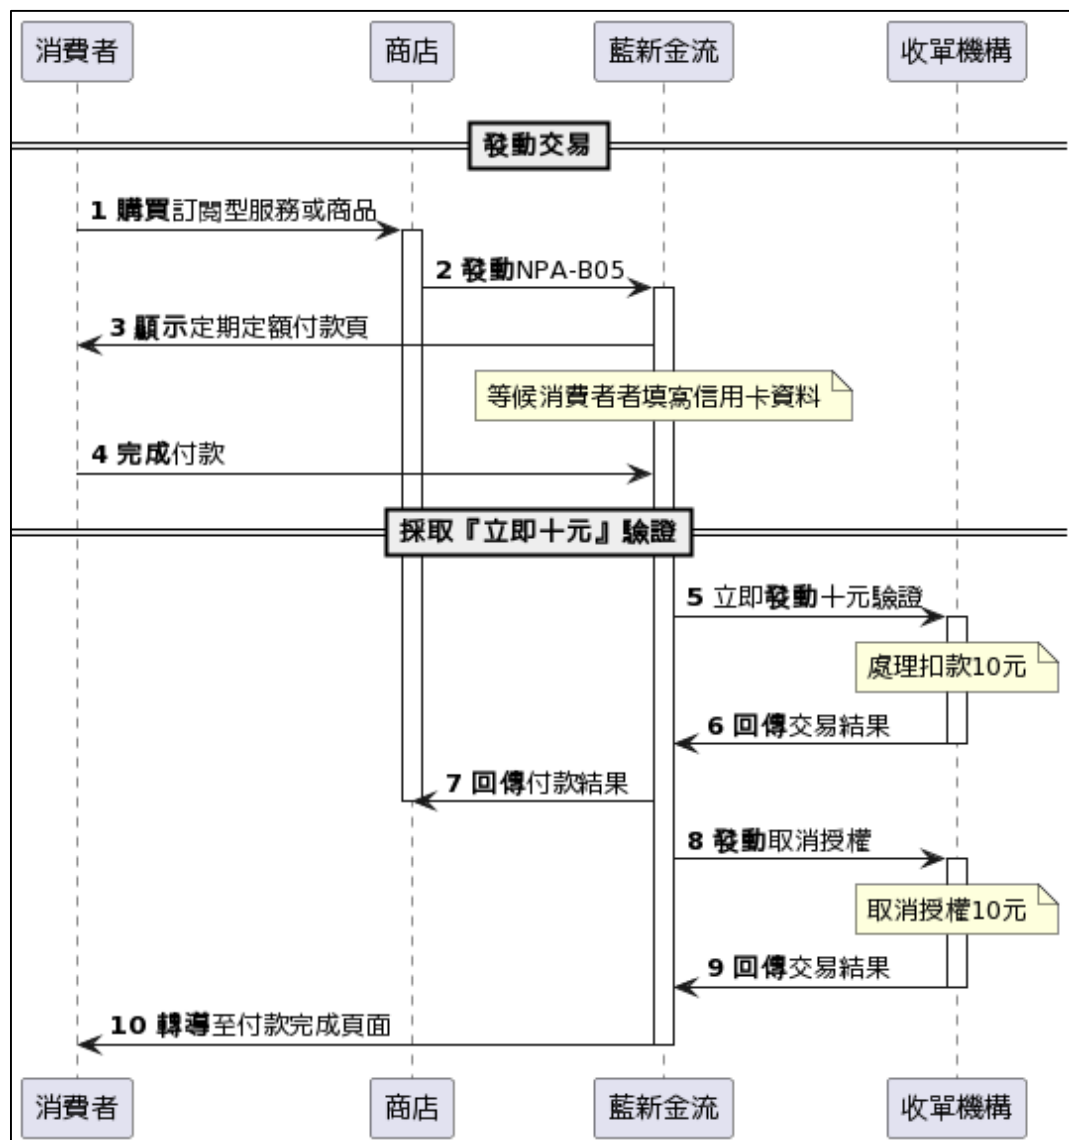 消費者 商店 藍新金流 收單機構
發動交易
1 購買訂閱型服務或商品
2 發動NPA-B05
3 顯示定期定額付款頁
等候消費者者填寫信用卡資料
4 完成付款
採取『立即十元』驗證
5 立即發動十元驗證
處理扣款10元
6 回傳交易結果
7 回傳付款結果
8 發動取消授權
取消授權10元
9 回傳交易結果
10 轉導至付款完成頁面
消費者 商店 藍新金流 收單機構